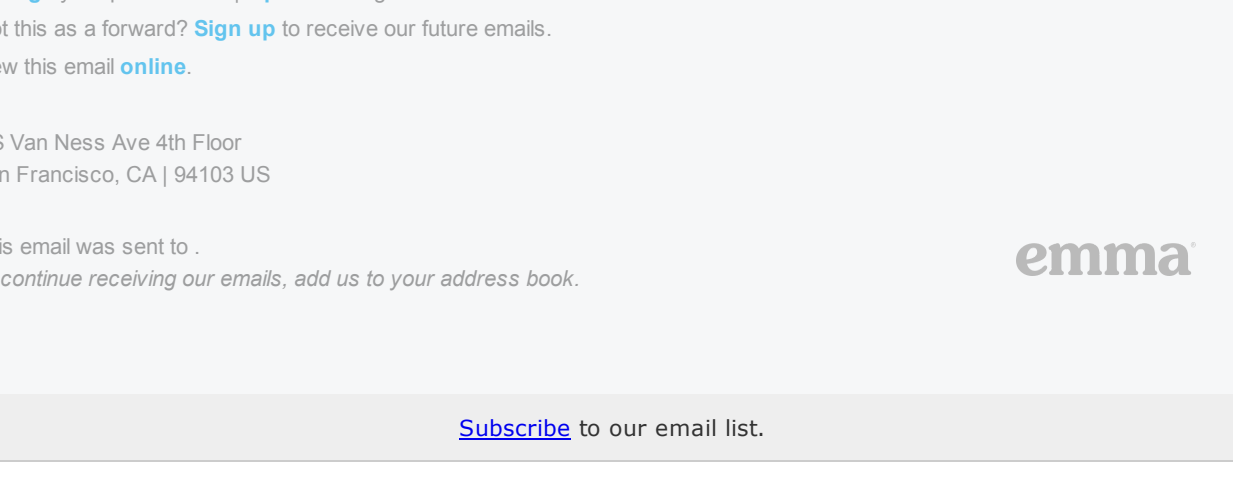 t this as a forward? Sign up to receive our future emails.
ew this email online.
S Van Ness Ave 4th Floor
n Francisco, CA | 94103 US
is email was sent to .
continue receiving our emails, add us to your address book.
emma®
Subscribe to our email list.